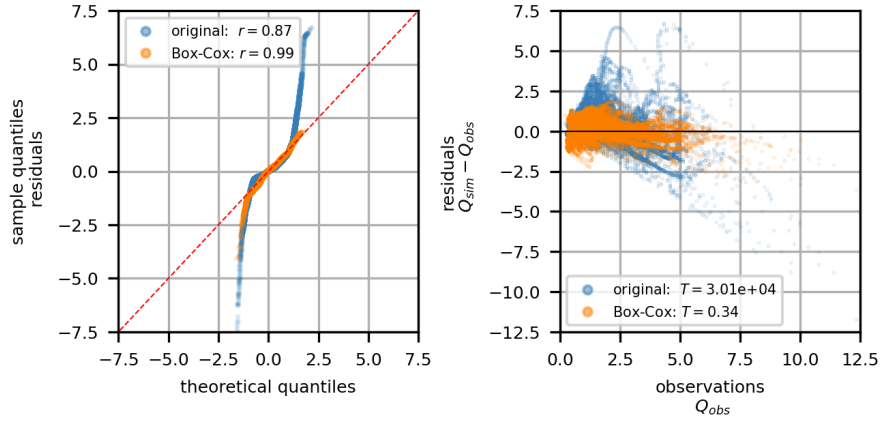 original: r = 0.87
Box-Cox: r = 0.99
7.5
5.0
2.5
0.0
−2.5
−5.0
−7.5
sample quantiles
residuals
−7.5 −5.0 −2.5 0.0 2.5 5.0 7.5
theoretical quantiles
7.5
5.0
2.5
0.0
−2.5
−5.0
−7.5
−10.0
−12.5
residuals
Qsim − Qobs
original: T = 3.01e+04
Box-Cox: T = 0.34
0.0 2.5 5.0 7.5 10.0 12.5
observations
Qobs